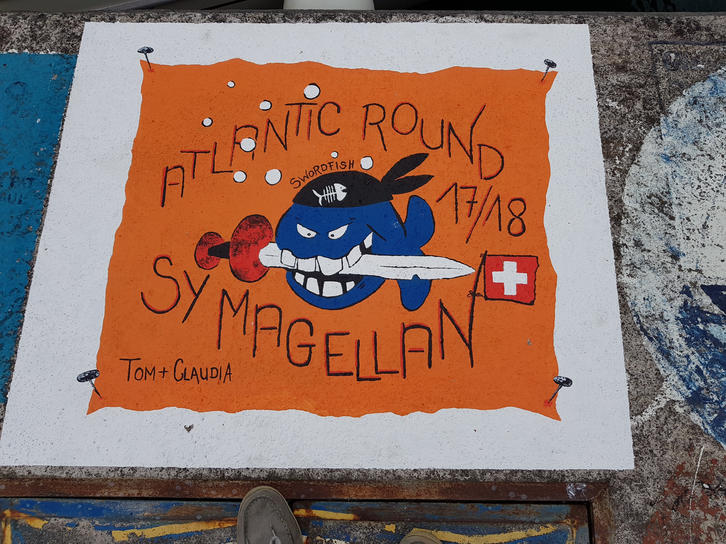 ATLANTIC ROUND
SWORDFISH
17/18
SY MAGELLAN
TOM + CLAUDIA